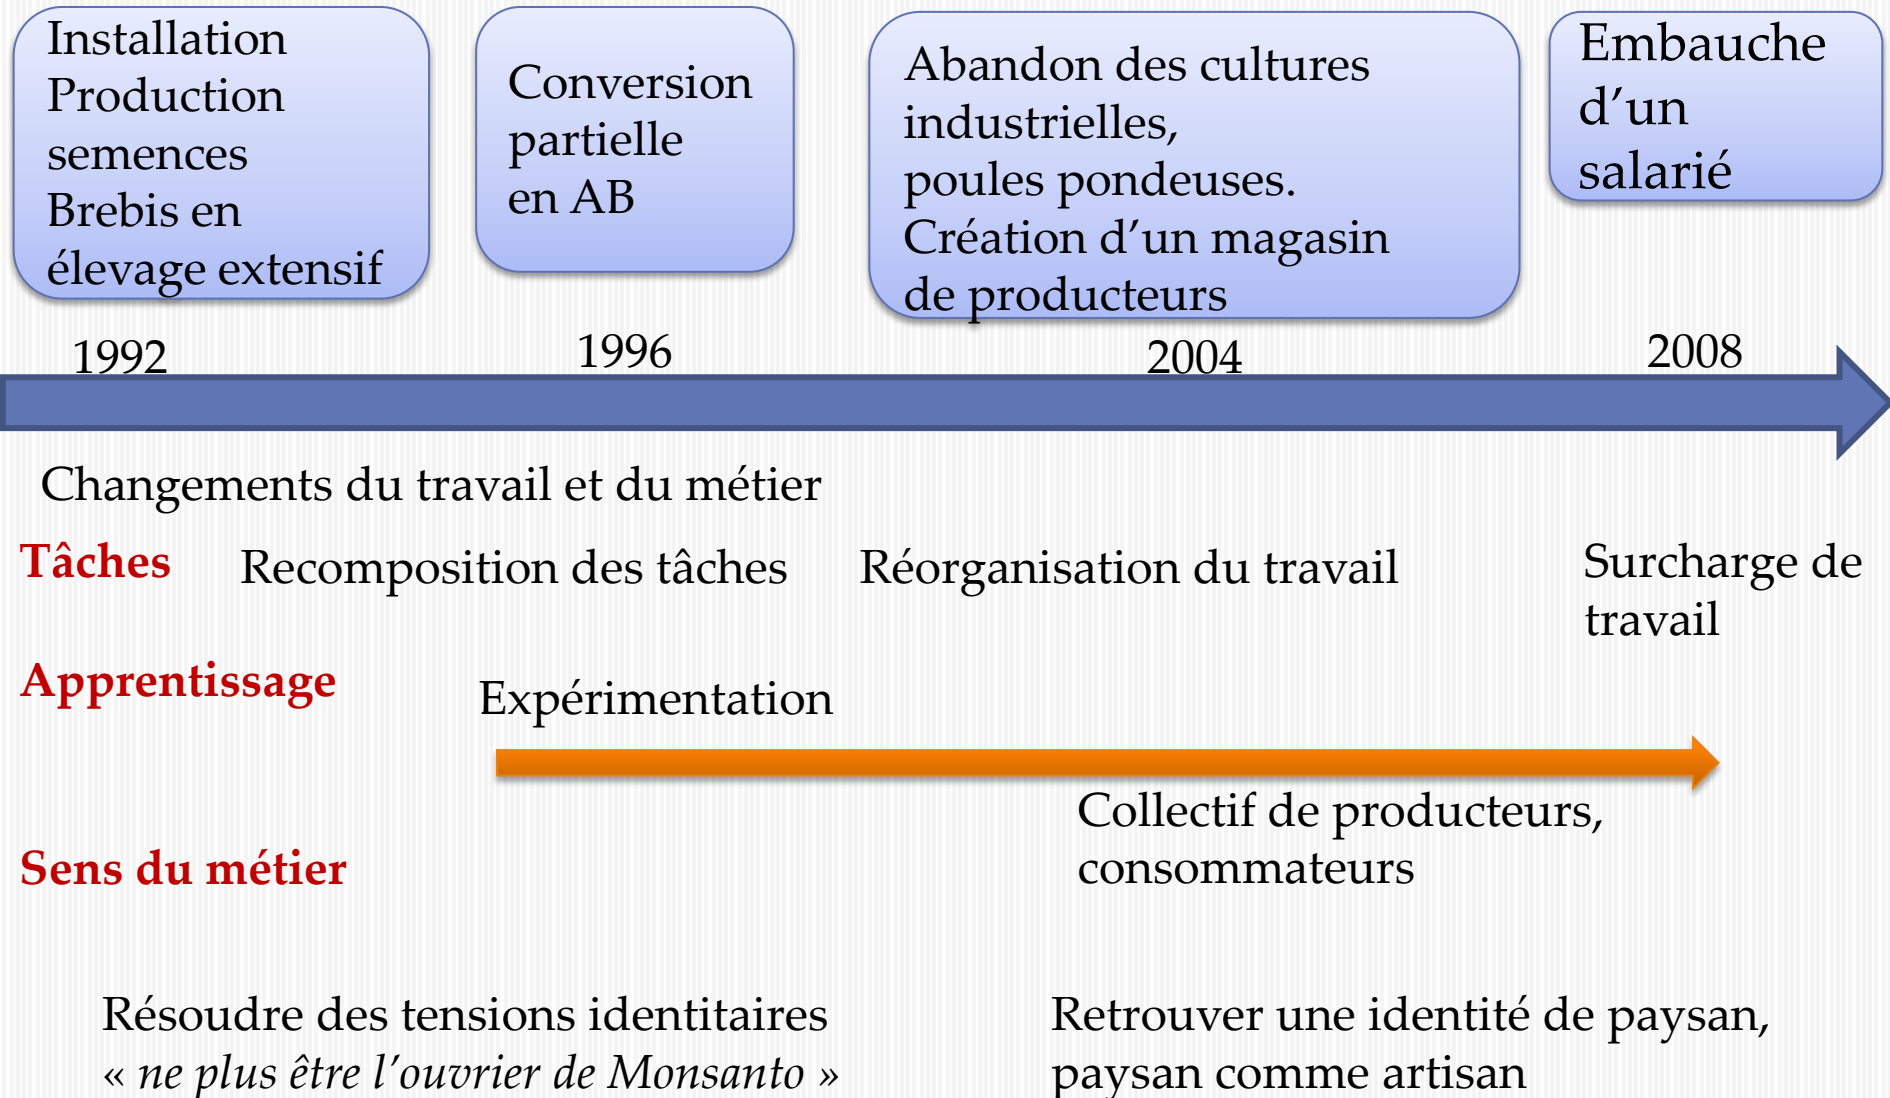 Installation
Production
semences
Brebis en
élevage extensif
Conversion
partielle
en AB
Abandon des cultures
industrielles,
poules pondeuses.
Création d’un magasin
de producteurs
Embauche
d’un
salarié
1992
1996
2004
2008
Changements du travail et du métier
Tâches
Recomposition des tâches
Réorganisation du travail
Surcharge de
travail
Apprentissage
Expérimentation
Collectif de producteurs,
consommateurs
Sens du métier
Résoudre des tensions identitaires
« ne plus être l’ouvrier de Monsanto »
Retrouver une identité de paysan,
paysan comme artisan